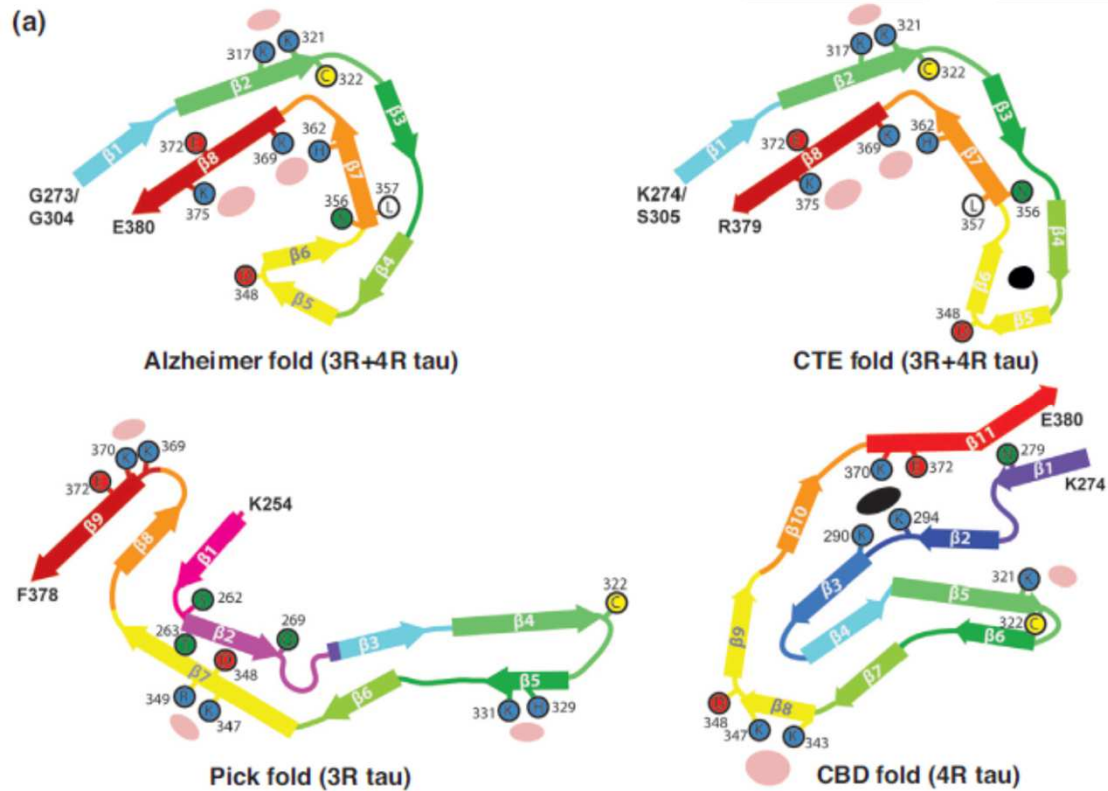 (a)
317
K
K
321
C
322
β2
β1
β3
372
β8
K
369
362
H
β7
K
375
356
357
L
G273/
G304
E380
β6
β4
348
β5
Alzheimer fold (3R+4R tau)
317
K
K
321
C
322
β2
β1
β3
372
β8
K
369
362
H
β7
K
375
L
357
356
K274/
S305
R379
β4
β6
348
β5
CTE fold (3R+4R tau)
370
K
K
369
372
β9
β8
F378
K254
β1
262
263
β2
269
348
β7
349
R
K
347
β3
β4
C
322
β6
β5
331
K
H
329
Pick fold (3R tau)
E380
β11
370
K
372
279
β1
K274
β10
290
K
K
294
β2
β3
321
K
β5
β4
322
C
β6
β9
β7
348
β8
347
K
K
343
CBD fold (4R tau)